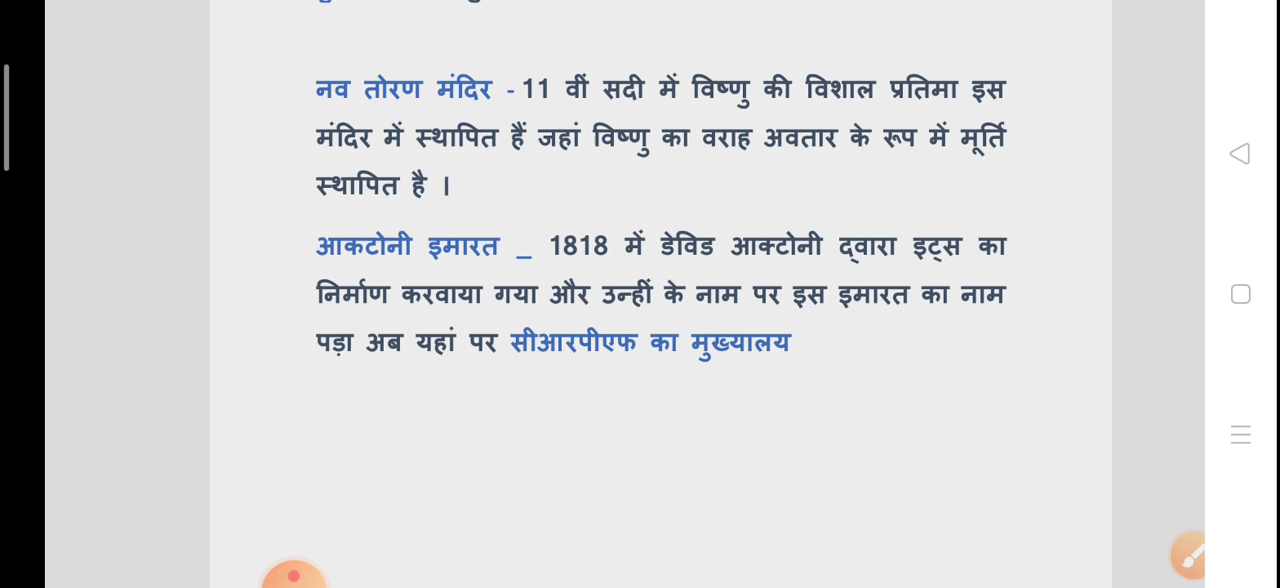 नव तोरण मंदिर - 11 वीं सदी में विष्णु की विशाल प्रतिमा इस
मंदिर में स्थापित हैं जहां विष्णु का वराह अवतार के रूप में मूर्ति
स्थापित है ।
आकटोनी इमारत _ 1818 में डेविड आक्टोनी द्वारा इट्स का
निर्माण करवाया गया और उन्हीं के नाम पर इस इमारत का नाम
पड़ा अब यहां पर सीआरपीएफ का मुख्यालय